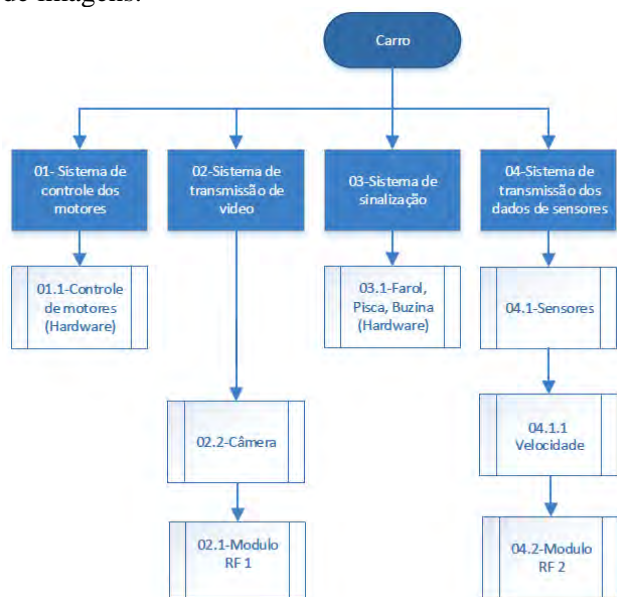 de imagens.
Carro
01- Sistema de
controle dos
motores
02-Sistema de
transmissão de
video
03-Sistema de
sinalização
04-Sistema de
transmissão dos
dados de sensores
01.1-Controle
de motores
(Hardware)
03.1-Farol,
Pisca, Buzina
(Hardware)
04.1-Sensores
02.2-Câmera
04.1.1
Velocidade
02.1-Modulo
RF 1
04.2-Modulo
RF 2